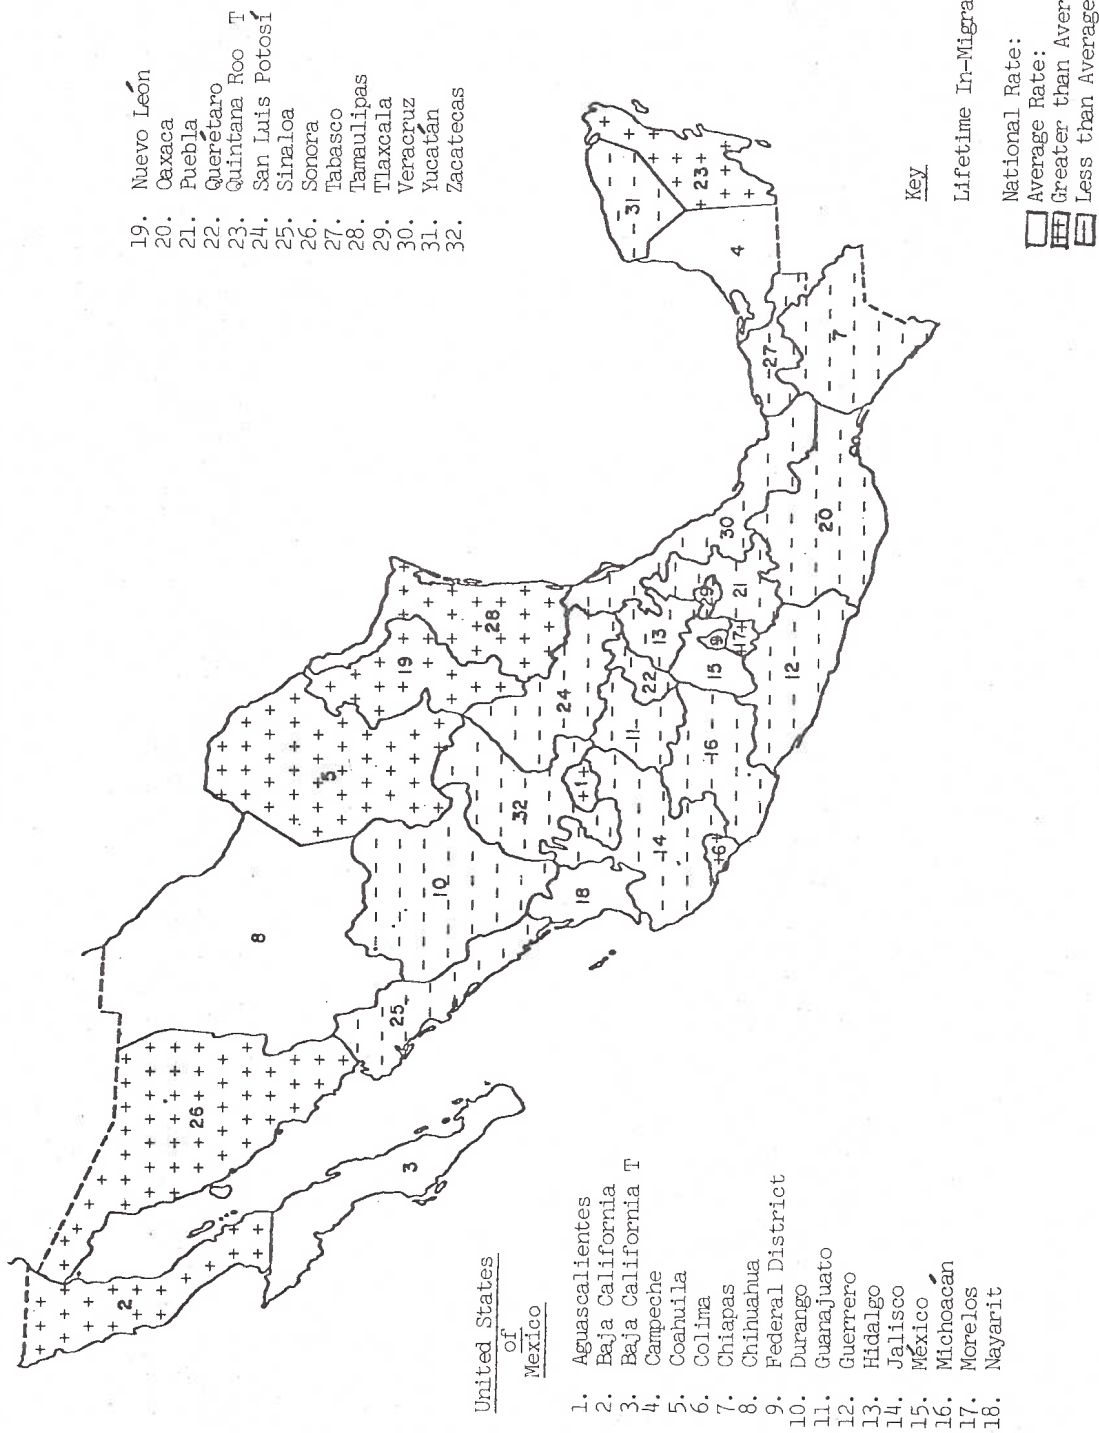 United States
of
Mexico
1. Aguascalientes
2. Baja California
3. Baja California T
4. Campeche
5. Coahuila
6. Colima
7. Chiapas
8. Chihuahua
9. Federal District
10. Durango
11. Guanajuato
12. Guerrero
13. Hidalgo
14. Jalisco
15. México
16. Michoacán
17. Morelos
18. Nayarit
19. Nuevo León
20. Oaxaca
21. Puebla
22. Querétaro
23. Quintana Roo T
24. San Luis Potosí
25. Sinaloa
26. Sonora
27. Tabasco
28. Tamaulipas
29. Tlaxcala
30. Veracruz
31. Yucatán
32. Zacatecas
2
26
8
3
5
25
19
28
10
32
24
18
1
14
6
11
22
13
16
15
9
17
29
21
30
12
20
27
7
4
31
23
Key
Lifetime In-Migra
National Rate:
Average Rate:
Greater than Aver
Less than Average